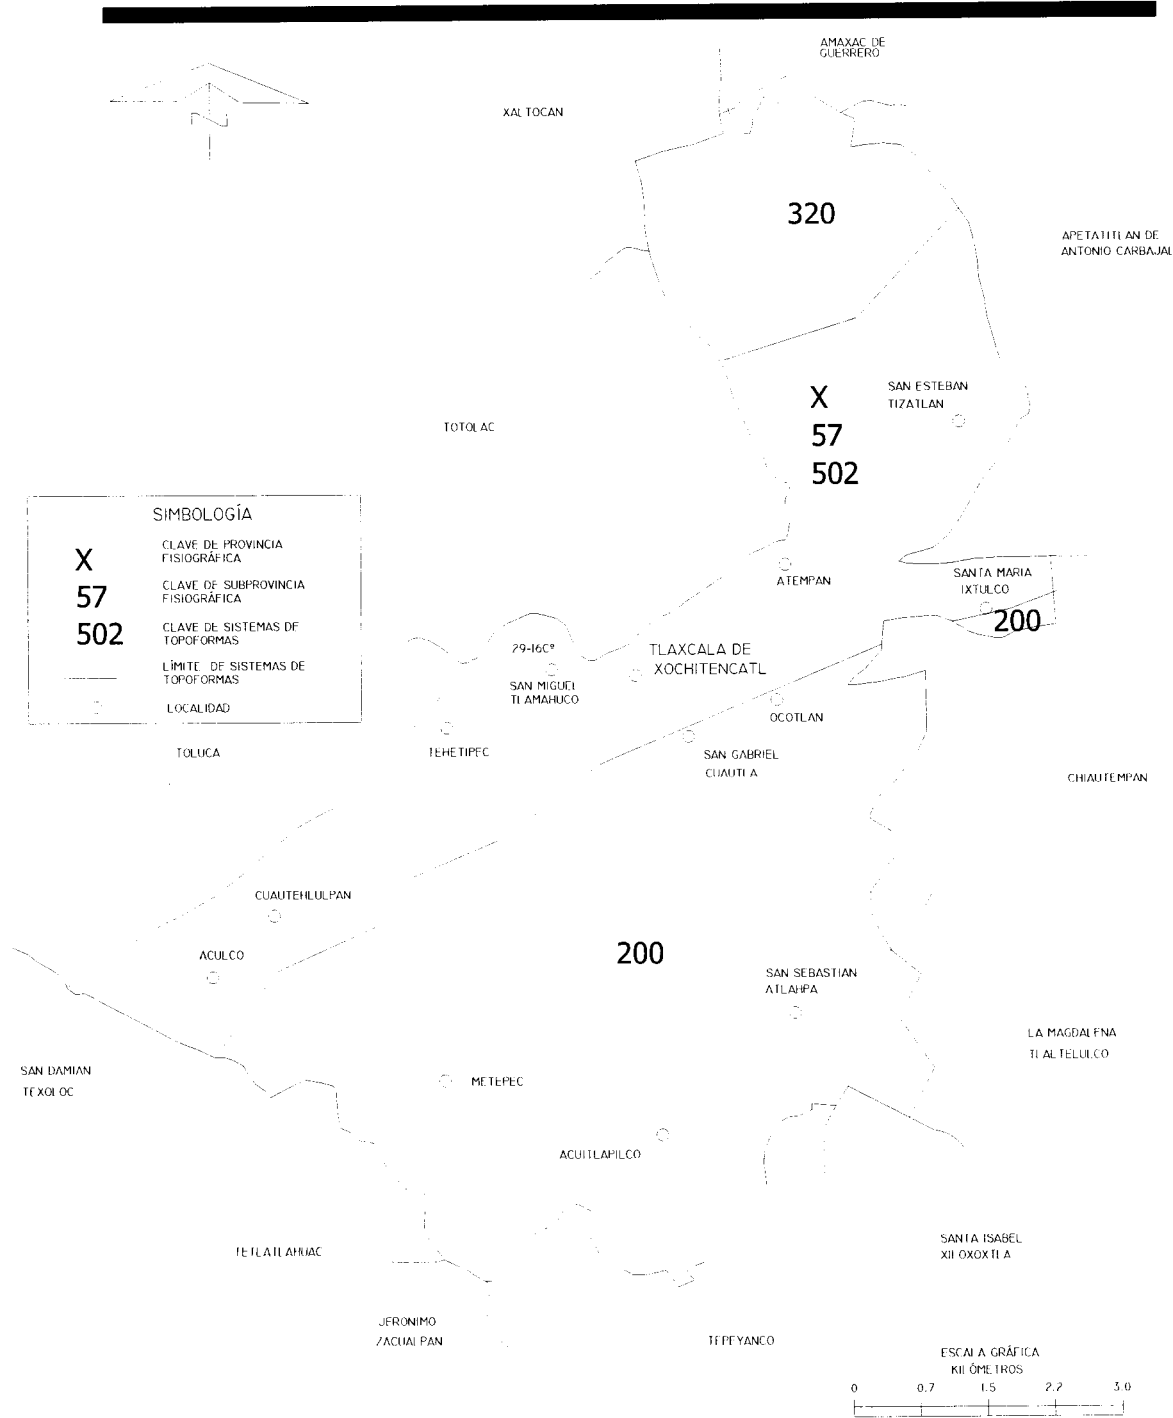 AMAXAC DE
GUERRERO
XALTOCAN
N
320
APETATITLAN DE
ANTONIO CARBAJAL
X
57
502
SAN ESTEBAN
TIZATLAN
TOTOLAC
SIMBOLOGÍA
X
CLAVE DE PROVINCIA
FISIOGRÁFICA
57
CLAVE DE SUBPROVINCIA
FISIOGRÁFICA
502
CLAVE DE SISTEMAS DE
TOPOFORMAS
LÍMITE DE SISTEMAS DE
TOPOFORMAS
LOCALIDAD
ATEMPAN
SANTA MARIA
IXTULCO
200
29-16Cº
TLAXCALA DE
XOCHITENCATL
SAN MIGUEL
TLAMAHUCO
OCOTLAN
TOLUCA
TEHETIPEC
SAN GABRIEL
CUAUTLA
CHIAUTEMPAN
CUAUTEHLULPAN
ACULCO
200
SAN SEBASTIAN
ATLAHPA
LA MAGDALENA
TLALTELULCO
SAN DAMIAN
TEXOLOC
METEPEC
ACUITLAPILCO
TETLATLAHUAC
SANTA ISABEL
XILOXOXTLA
JERONIMO
ZACUALPAN
TEPEYANCO
ESCALA GRÁFICA
KILÓMETROS
0 0.7 1.5 2.2 3.0